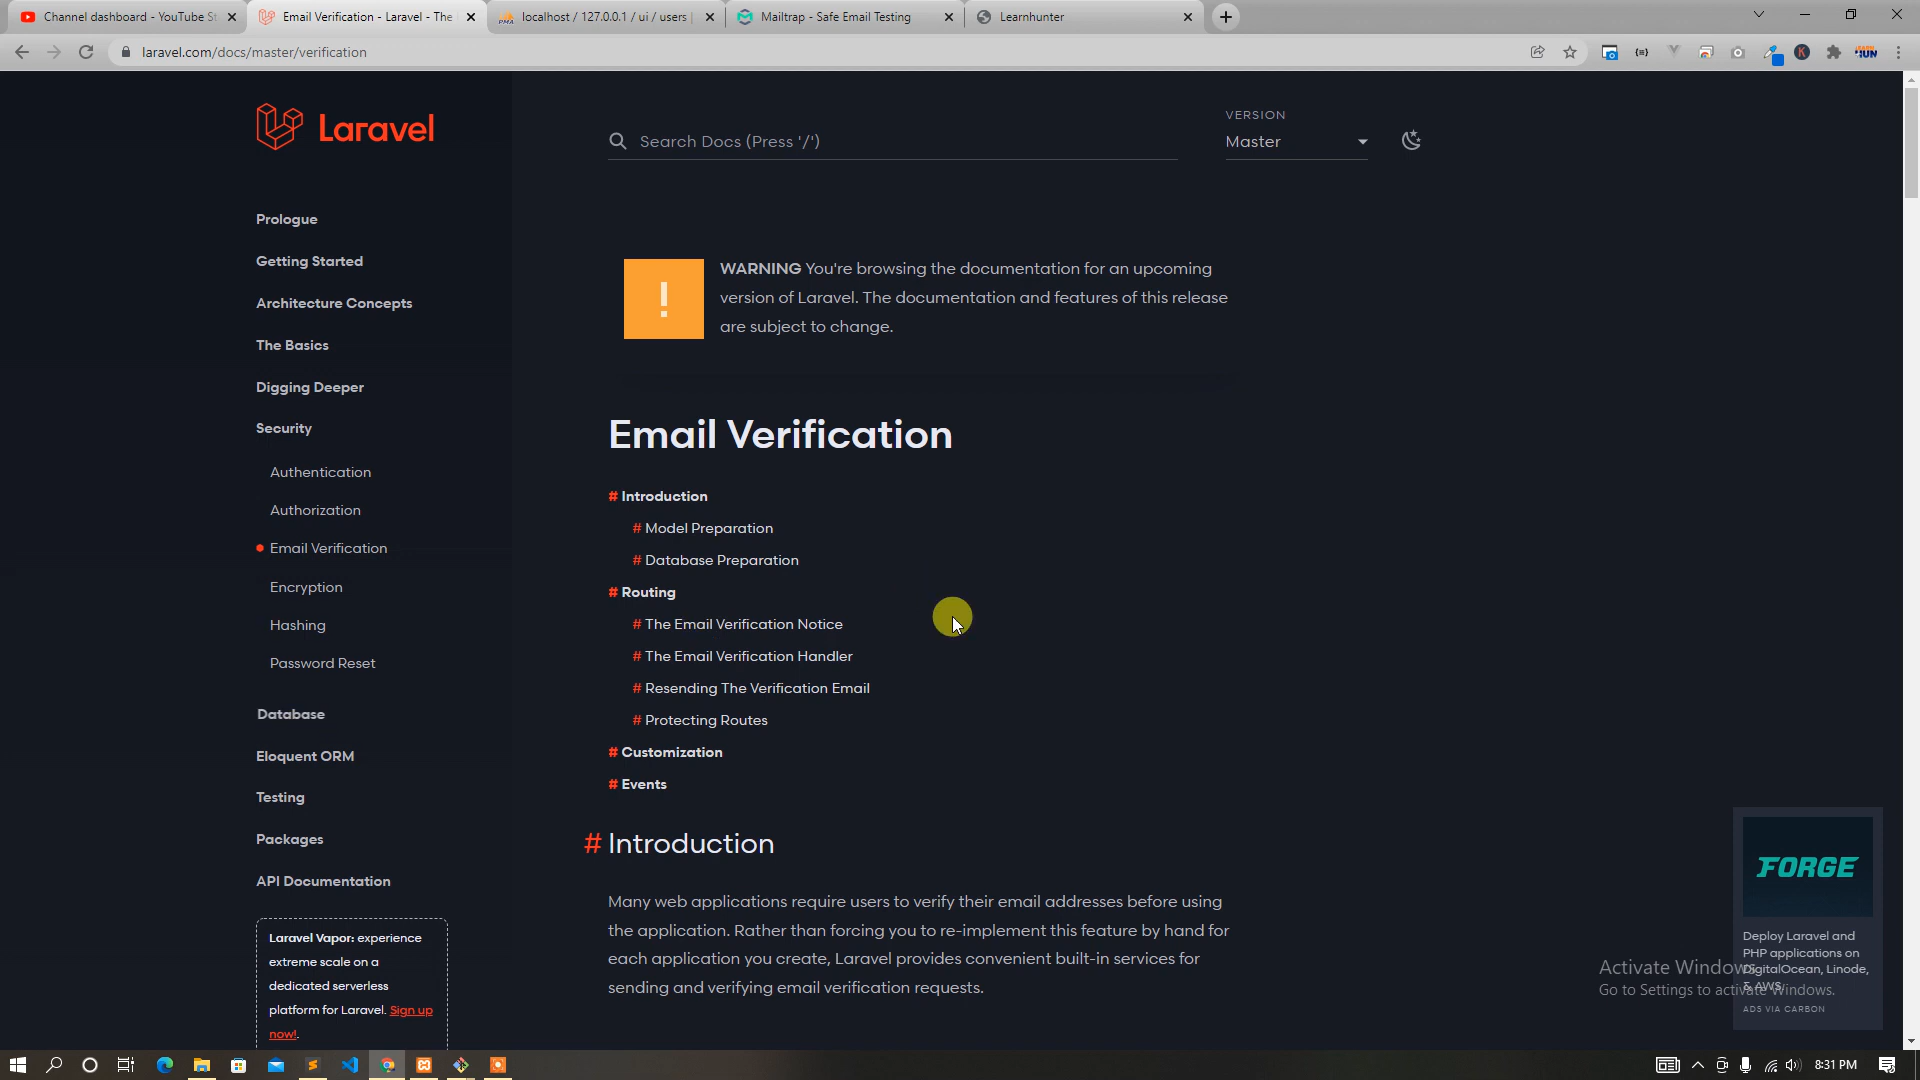 Channel dashboard - YouTube St
Email Verification - Laravel - The
localhost / 127.0.0.1 / ui / users |
Mailtrap - Safe Email Testing
Learnhunter
laravel.com/docs/master/verification
Laravel
Search Docs (Press '/')
VERSION
Master
Prologue
Getting Started
Architecture Concepts
The Basics
Digging Deeper
Security
Authentication
Authorization
Email Verification
Encryption
Hashing
Password Reset
Database
Eloquent ORM
Testing
Packages
API Documentation
Laravel Vapor: experience
extreme scale on a
dedicated serverless
platform for Laravel. Sign up
now!.
WARNING You're browsing the documentation for an upcoming
version of Laravel. The documentation and features of this release
are subject to change.
Email Verification
# Introduction
# Model Preparation
# Database Preparation
# Routing
# The Email Verification Notice
# The Email Verification Handler
# Resending The Verification Email
# Protecting Routes
# Customization
# Events
# Introduction
Many web applications require users to verify their email addresses before using
the application. Rather than forcing you to re-implement this feature by hand for
each application you create, Laravel provides convenient built-in services for
sending and verifying email verification requests.
FORGE
Deploy Laravel and
PHP applications on
DigitalOcean, Linode,
& AWS.
ADS VIA CARBON
Activate Windows
Go to Settings to activate Windows.
8:31 PM